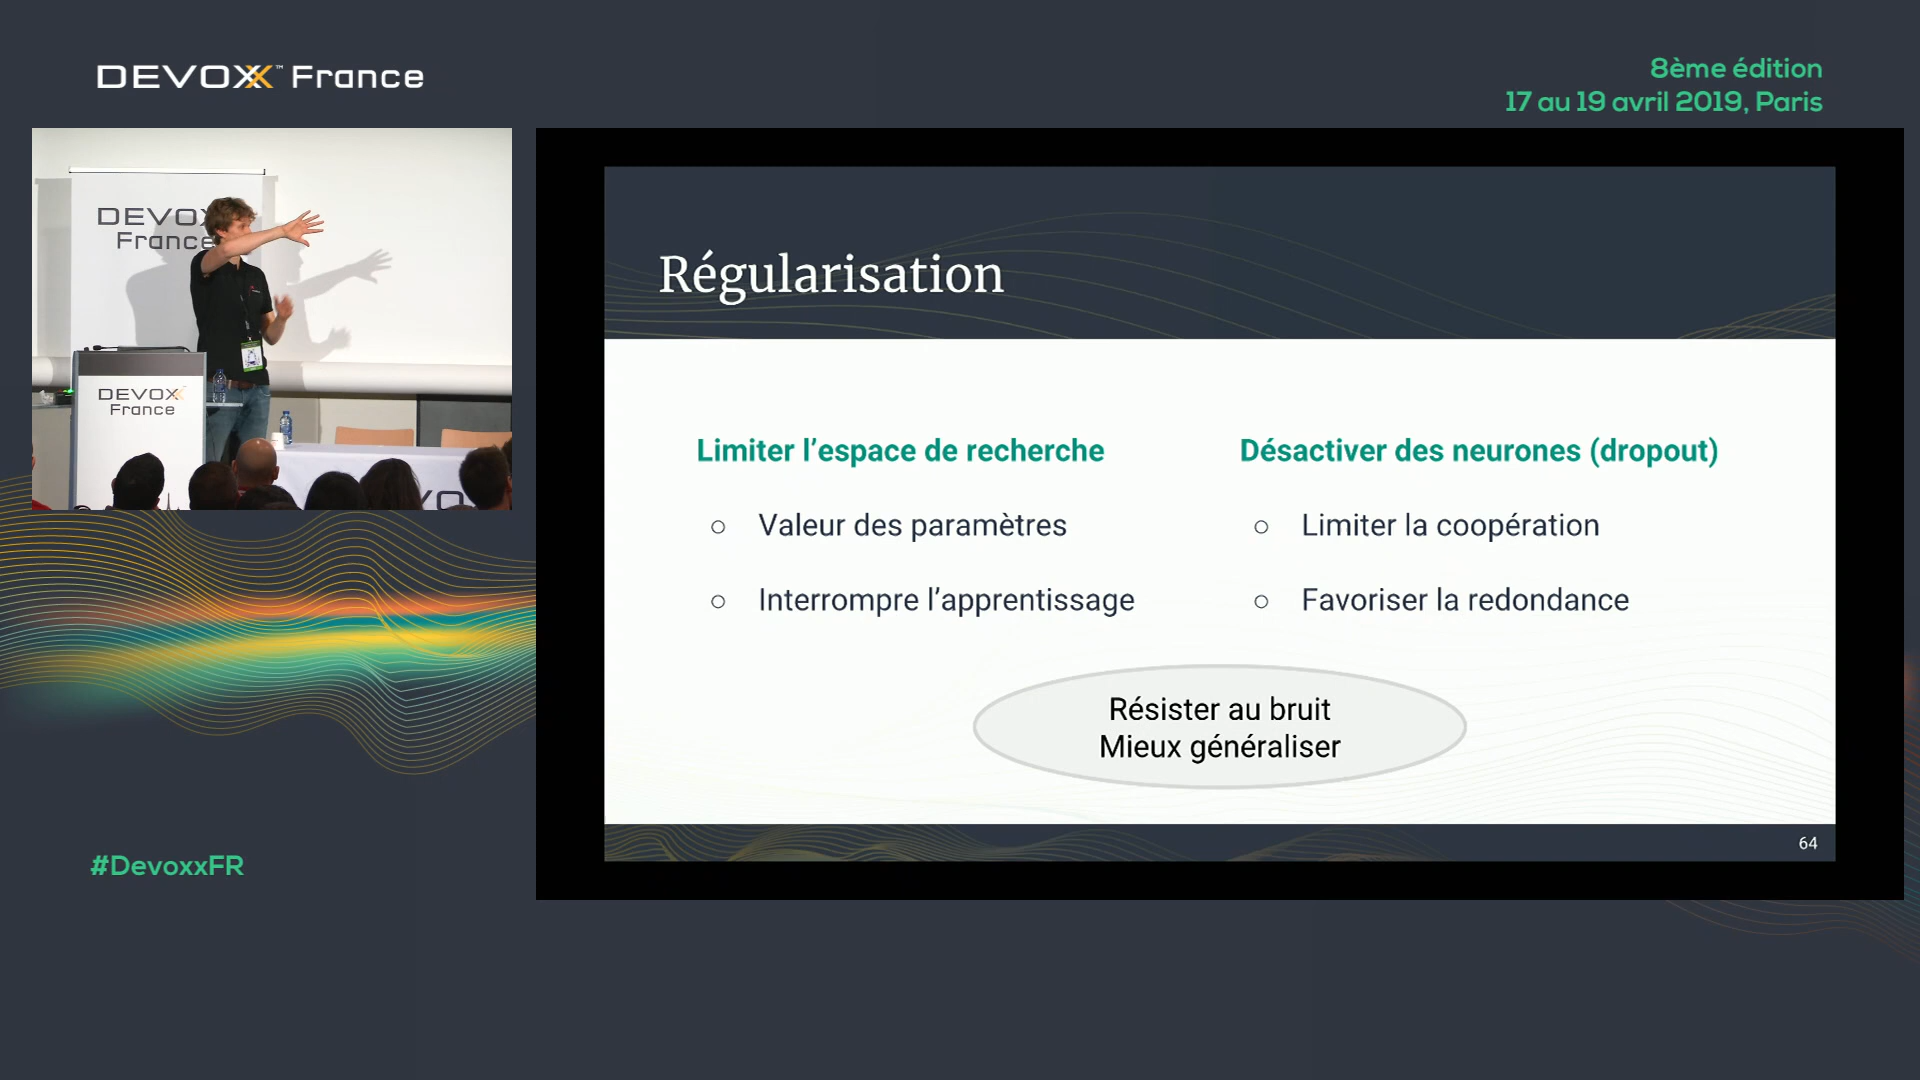 DEVOXX™ France
8ème édition
17 au 19 avril 2019, Paris
DEVOX
France
DEVOXX
France
VO
Régularisation
Limiter l’espace de recherche
○ Valeur des paramètres
○ Interrompre l’apprentissage
Désactiver des neurones (dropout)
○ Limiter la coopération
○ Favoriser la redondance
Résister au bruit
Mieux généraliser
64
#DevoxxFR